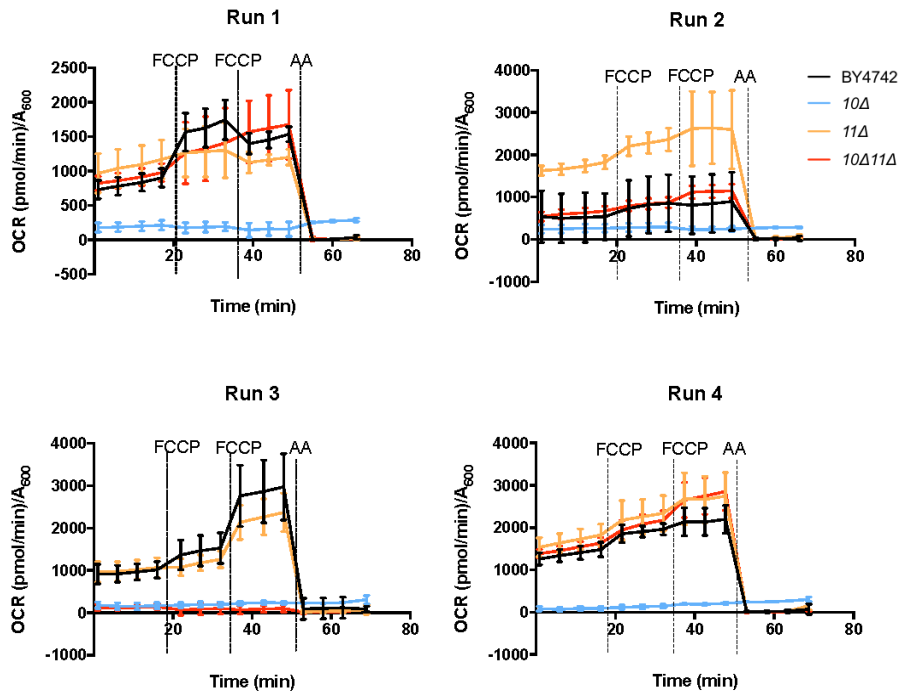 Run 1
FCCP FCCP AA
2500
2000
1500
1000
500
0
-500
20 40 60 80
OCR (pmol/min)/A600
Time (min)
Run 2
FCCP FCCP AA
4000
3000
2000
1000
0
-1000
20 40 60 80
OCR (pmol/min)/A600
Time (min)
BY4742
10Δ
11Δ
10Δ11Δ
Run 3
FCCP FCCP AA
4000
3000
2000
1000
0
-1000
20 40 60 80
OCR (pmol/min)/A600
Time (min)
Run 4
FCCP FCCP AA
4000
3000
2000
1000
0
-1000
20 40 60 80
OCR (pmol/min)/A600
Time (min)